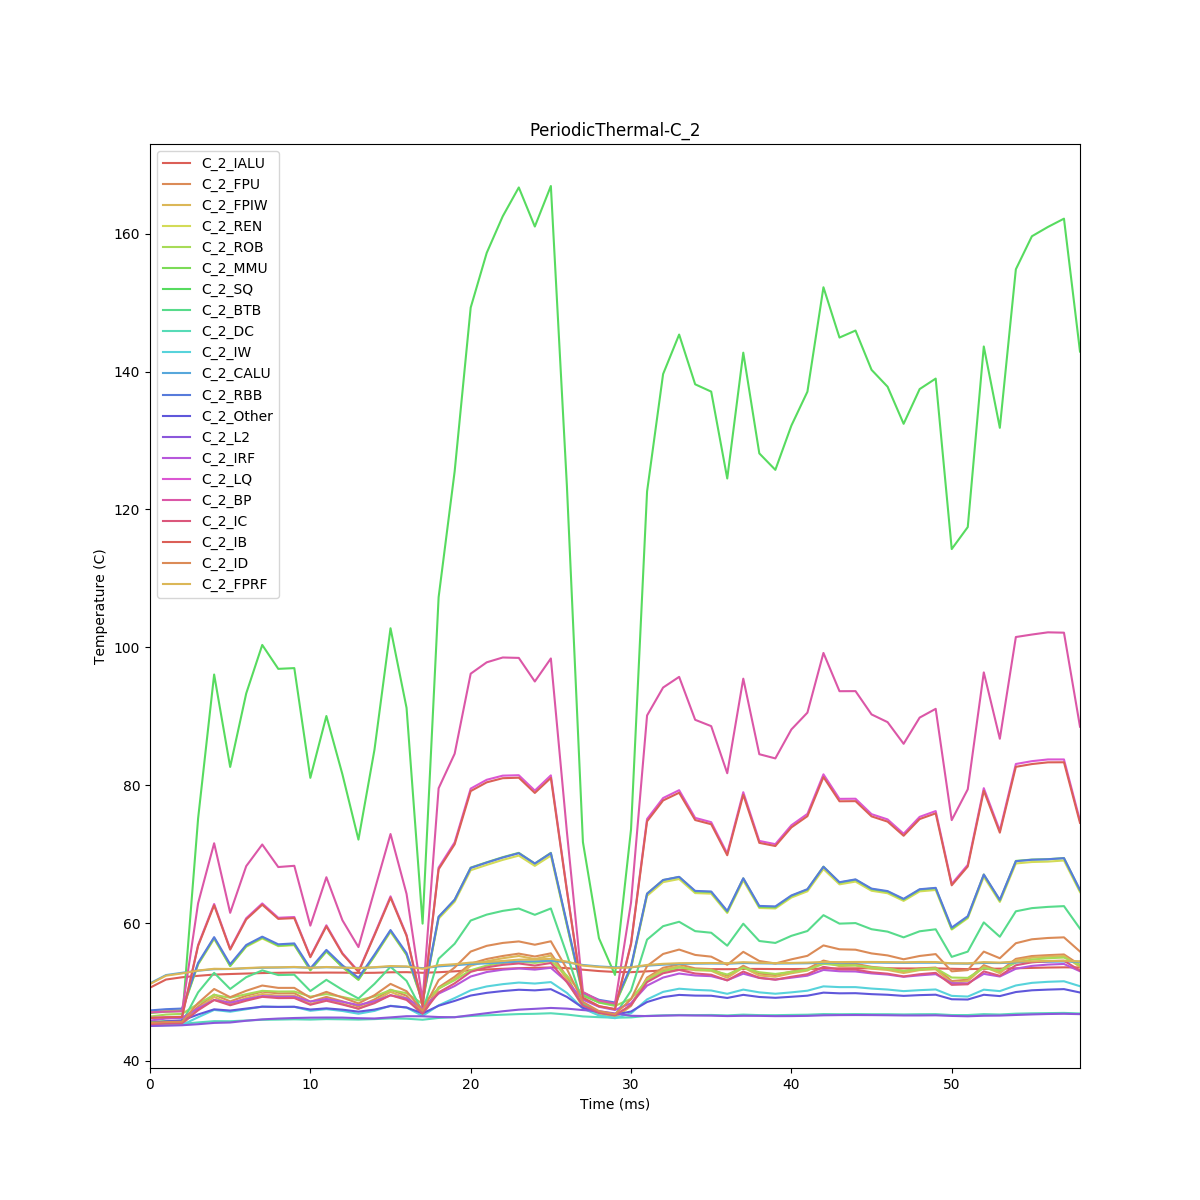 PeriodicThermal-C_2
C_2_IALU
C_2_FPU
C_2_FPIW
C_2_REN
C_2_ROB
C_2_MMU
C_2_SQ
C_2_BTB
C_2_DC
C_2_IW
C_2_CALU
C_2_RBB
C_2_Other
C_2_L2
C_2_IRF
C_2_LQ
C_2_BP
C_2_IC
C_2_IB
C_2_ID
C_2_FPRF
Temperature (C)
160
140
120
100
80
60
40
0 10 20 30 40 50
Time (ms)